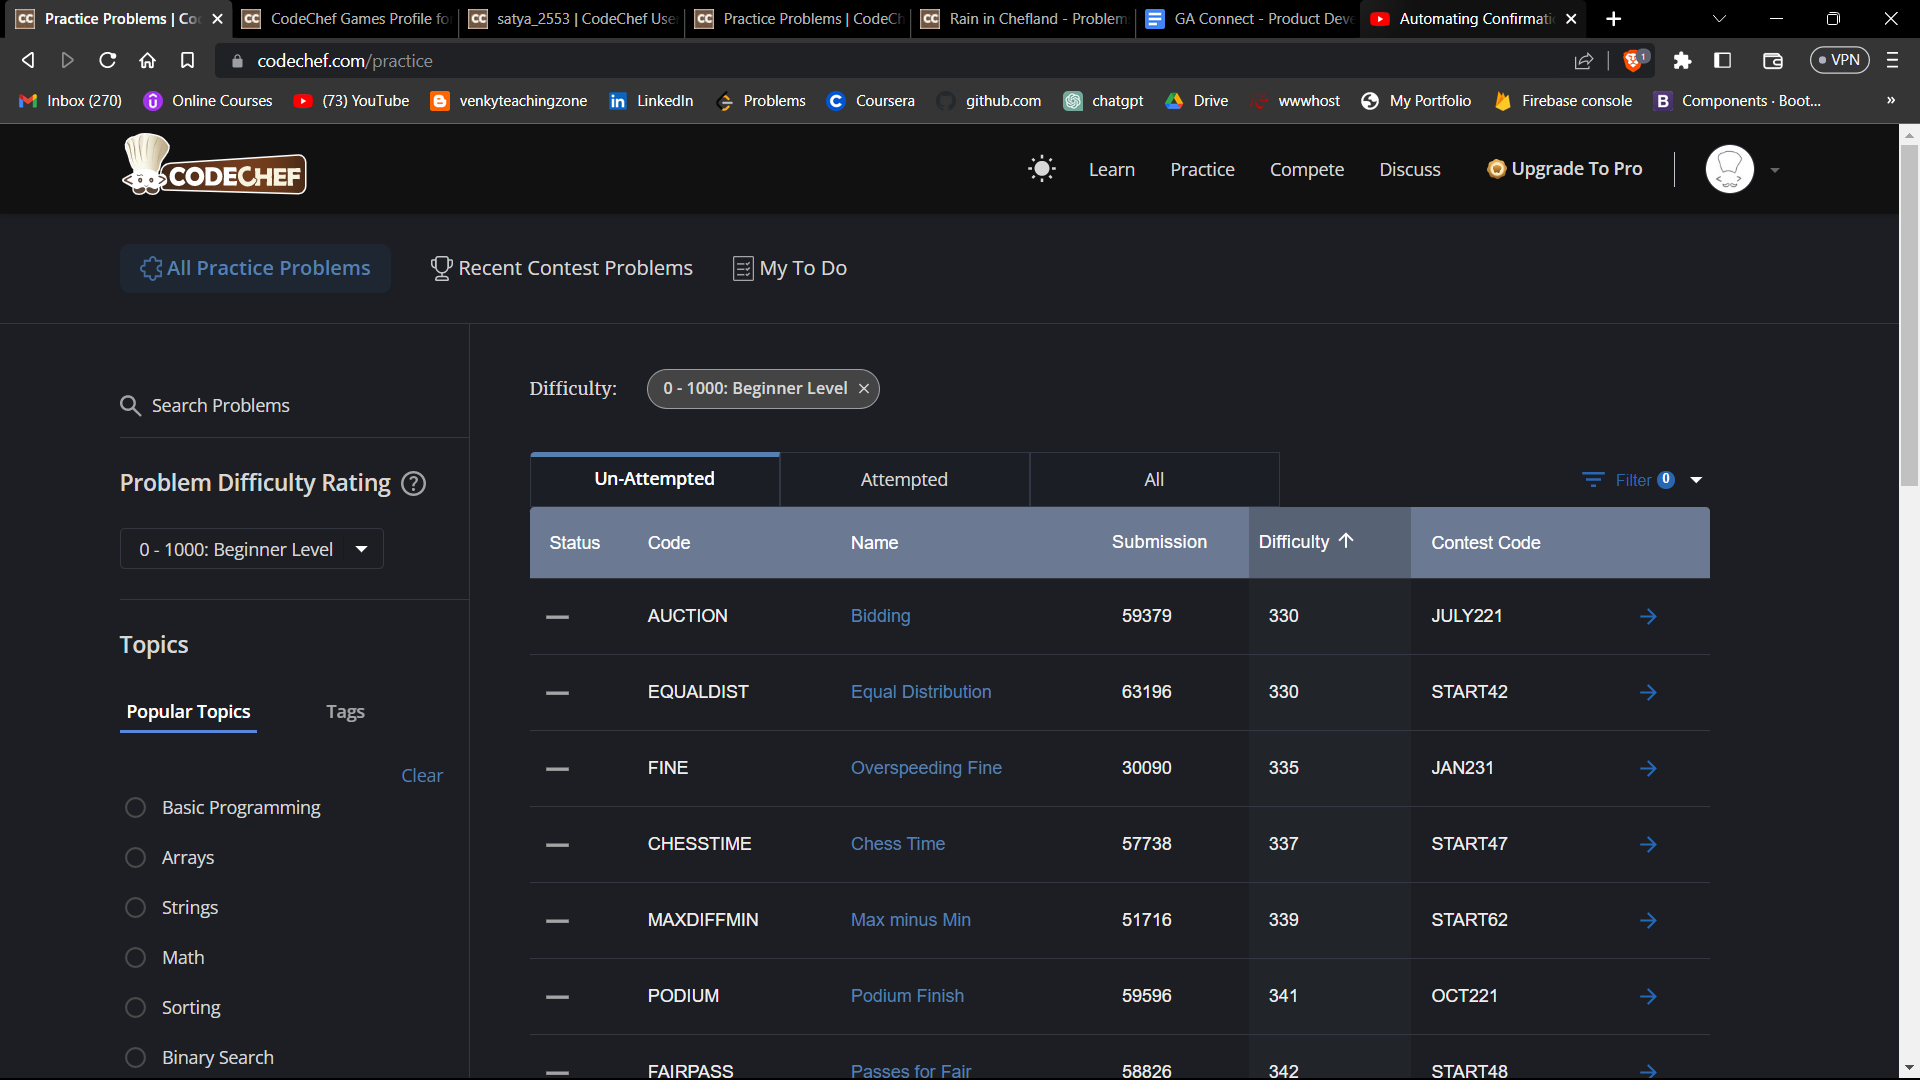 Practice Problems | Co
CodeChef Games Profile fo
satya_2553 | CodeChef Use
Practice Problems | CodeCh
Rain in Chefland - Problem
GA Connect - Product Deve
Automating Confirmati
codechef.com/practice
1
VPN
Inbox (270)
Online Courses
(73) YouTube
venkyteachingzone
LinkedIn
Problems
Coursera
github.com
chatgpt
Drive
wwwhost
My Portfolio
Firebase console
Components · Boot...
»
CODECHEF
Learn
Practice
Compete
Discuss
Upgrade To Pro
All Practice Problems
Recent Contest Problems
My To Do
Search Problems
Problem Difficulty Rating ?
0 - 1000: Beginner Level
Topics
Popular Topics
Tags
Clear
Basic Programming
Arrays
Strings
Math
Sorting
Binary Search
Difficulty:
0 - 1000: Beginner Level ×
Un-Attempted
Attempted
All
Filter 0
Status Code Name Submission Difficulty ↑ Contest Code
— AUCTION Bidding 59379 330 JULY221 →
— EQUALDIST Equal Distribution 63196 330 START42 →
— FINE Overspeeding Fine 30090 335 JAN231 →
— CHESSTIME Chess Time 57738 337 START47 →
— MAXDIFFMIN Max minus Min 51716 339 START62 →
— PODIUM Podium Finish 59596 341 OCT221 →
— FAIRPASS Passes for Fair 58826 342 START48 →